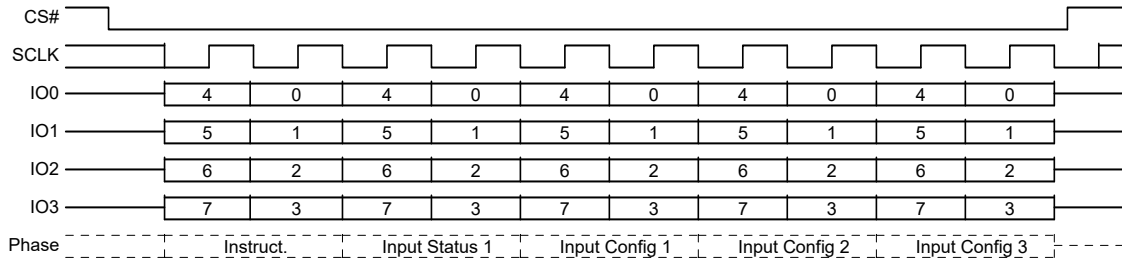 CS#
SCLK
IO0 4 0 4 0 4 0 4 0 4 0
IO1 5 1 5 1 5 1 5 1 5 1
IO2 6 2 6 2 6 2 6 2 6 2
IO3 7 3 7 3 7 3 7 3 7 3
Phase Instruct. Input Status 1 Input Config 1 Input Config 2 Input Config 3